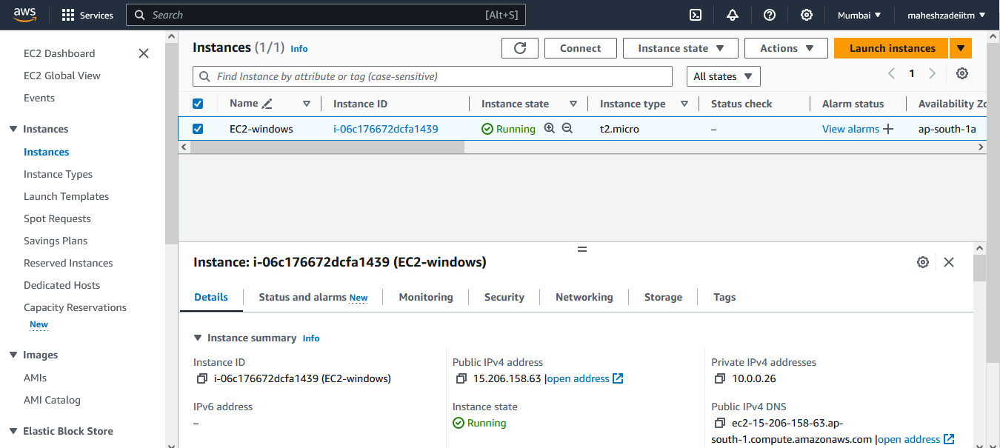 aws Services Search [Alt+S] Mumbai maheshzadeiitm
EC2 Dashboard
EC2 Global View
Events
Instances
Instances
Instance Types
Launch Templates
Spot Requests
Savings Plans
Reserved Instances
Dedicated Hosts
Capacity Reservations
New
Images
AMIs
AMI Catalog
Elastic Block Store
Instances (1/1) Info Connect Instance state Actions Launch instances
Find Instance by attribute or tag (case-sensitive) All states 1
Name Instance ID Instance state Instance type Status check Alarm status Availability Zo
EC2-windows i-06c176672dcfa1439 Running t2.micro – View alarms + ap-south-1a
Instance: i-06c176672dcfa1439 (EC2-windows)
Details Status and alarms New Monitoring Security Networking Storage Tags
Instance summary Info
Instance ID Public IPv4 address Private IPv4 addresses
i-06c176672dcfa1439 (EC2-windows) 15.206.158.63 |open address 10.0.0.26
IPv6 address Instance state Public IPv4 DNS
– Running ec2-15-206-158-63.ap-
south-1.compute.amazonaws.com |open address